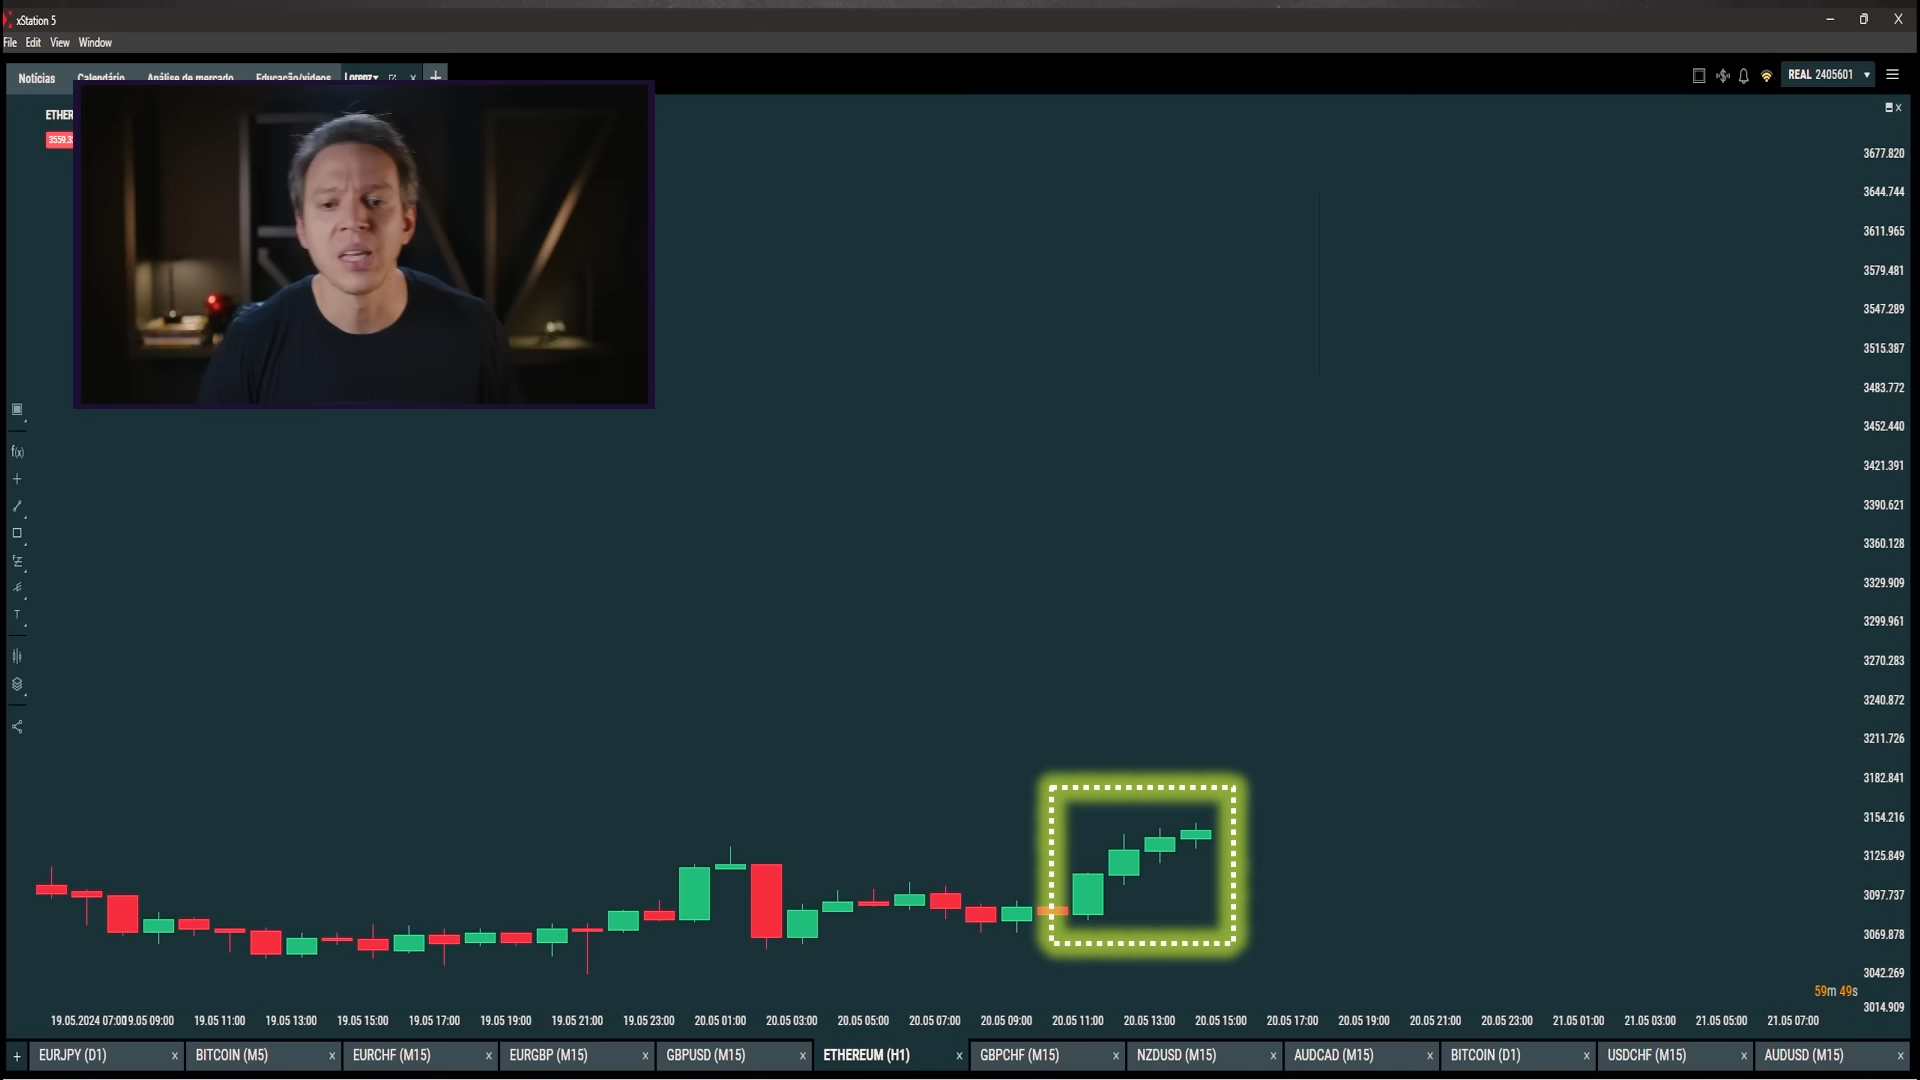 xStation 5
File Edit View Window
Notícias Calendário Análise de mercado Educação/videos Lorenz
REAL 2405601
ETHER
3559.3
3677.820
3644.744
3611.965
3579.481
3547.289
3515.387
3483.772
3452.440
3421.391
3390.621
3360.128
3329.909
3299.961
3270.283
3240.872
3211.726
3182.841
3154.216
3125.849
3097.737
3069.878
3042.269
3014.909
f(x)
T
59m 49s
19.05.2024 07:00 19.05 09:00 19.05 11:00 19.05 13:00 19.05 15:00 19.05 17:00 19.05 19:00 19.05 21:00 19.05 23:00 20.05 01:00 20.05 03:00 20.05 05:00 20.05 07:00 20.05 09:00 20.05 11:00 20.05 13:00 20.05 15:00 20.05 17:00 20.05 19:00 20.05 21:00 20.05 23:00 21.05 01:00 21.05 03:00 21.05 05:00 21.05 07:00
+ EURJPY (D1) x BITCOIN (M5) x EURCHF (M15) x EURGBP (M15) x GBPUSD (M15) x ETHEREUM (H1) x GBPCHF (M15) x NZDUSD (M15) x AUDCAD (M15) x BITCOIN (D1) x USDCHF (M15) x AUDUSD (M15) x